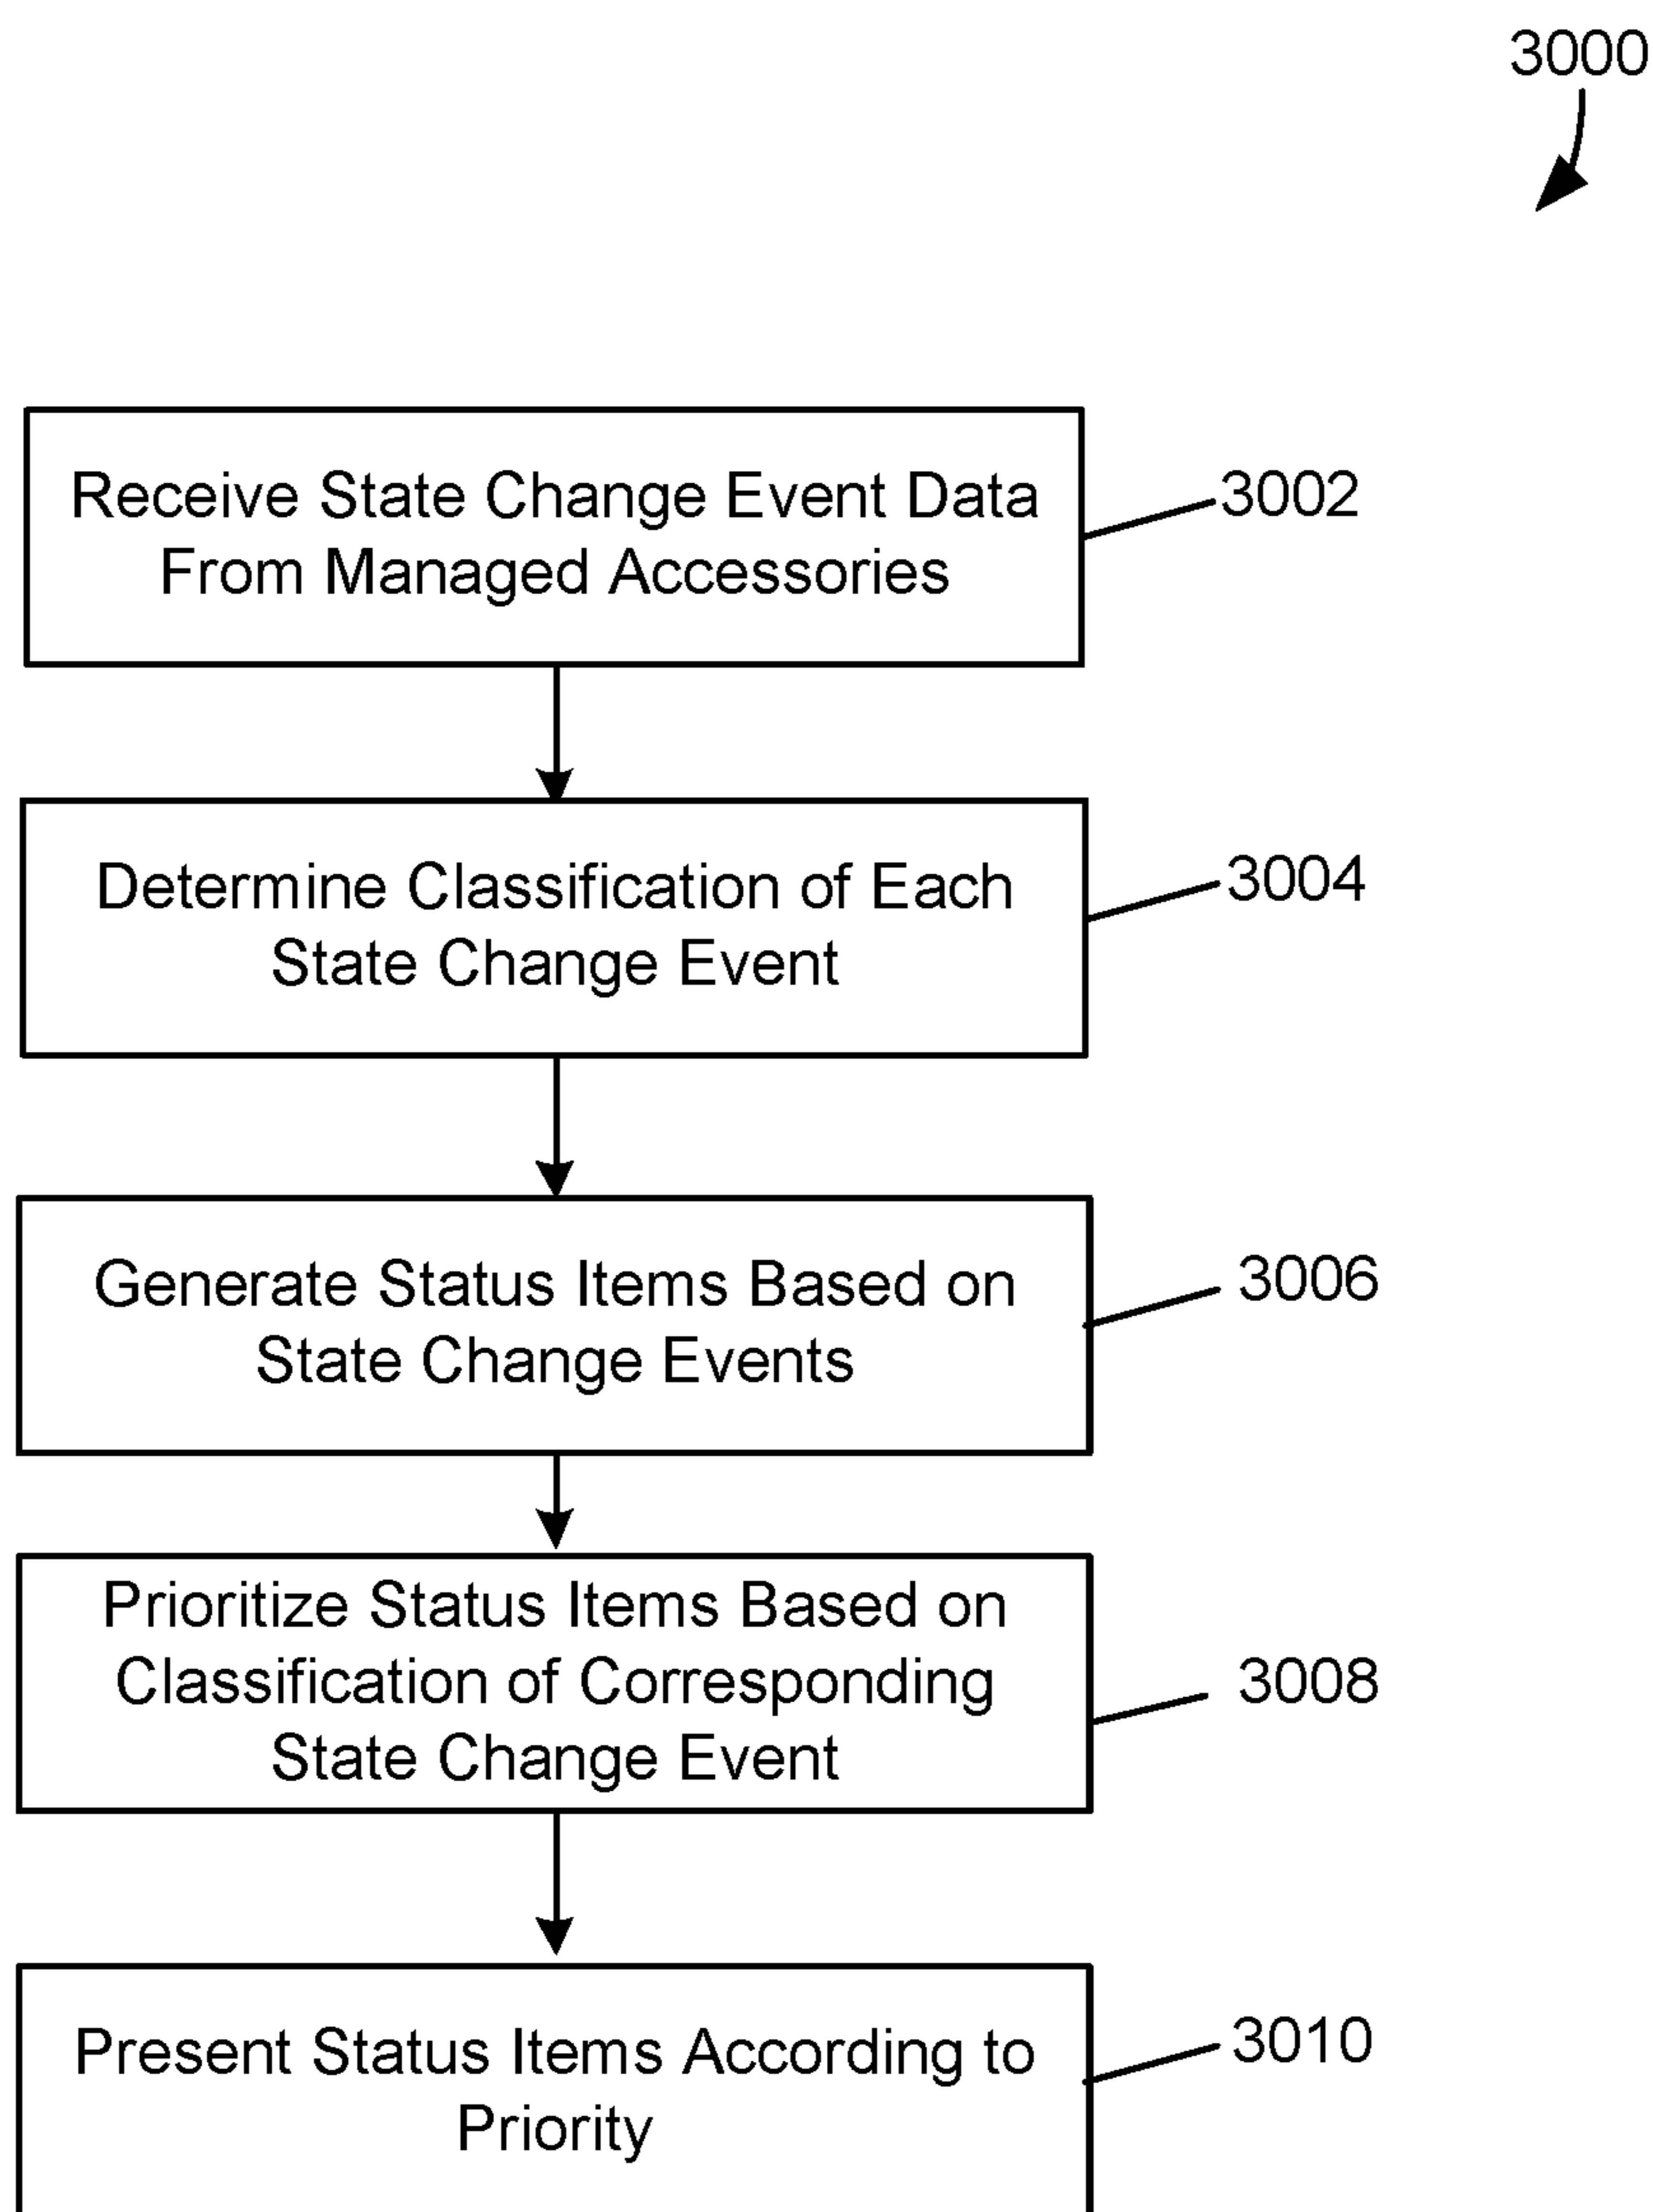 3000
Receive State Change Event Data
From Managed Accessories
3002
Determine Classification of Each
State Change Event
3004
Generate Status Items Based on
State Change Events
3006
Prioritize Status Items Based on
Classification of Corresponding
State Change Event
3008
Present Status Items According to
Priority
3010